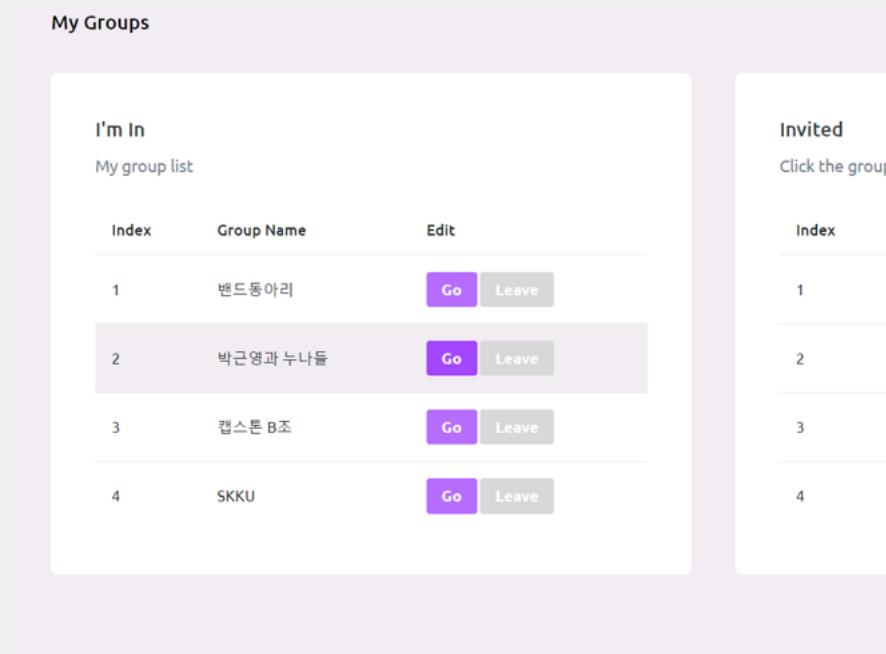 My Groups
I'm In
My group list
Index Group Name Edit
1 밴드동아리 Go Leave
2 박근영과 누나들 Go Leave
3 캡스톤 B조 Go Leave
4 SKKU Go Leave
Invited
Click the group
Index
1
2
3
4